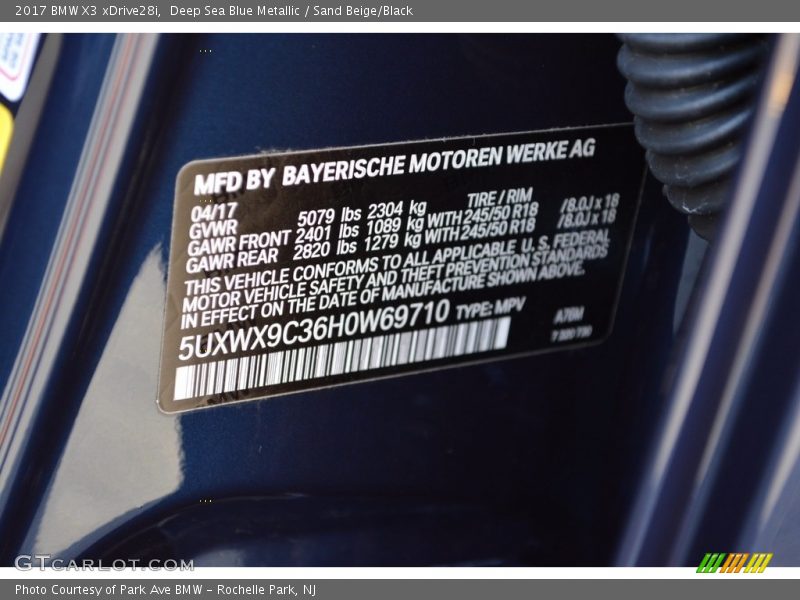 2017 BMW X3 xDrive28i, Deep Sea Blue Metallic / Sand Beige/Black
MFD BY BAYERISCHE MOTOREN WERKE AG
04/17 TIRE / RIM
GVWR 5079 lbs 2304 kg
GAWR FRONT 2401 lbs 1089 kg WITH 245/50 R18 /8.0J x 18
GAWR REAR 2820 lbs 1279 kg WITH 245/50 R18 /8.0J x 18
THIS VEHICLE CONFORMS TO ALL APPLICABLE U. S. FEDERAL
MOTOR VEHICLE SAFETY AND THEFT PREVENTION STANDARDS
IN EFFECT ON THE DATE OF MANUFACTURE SHOWN ABOVE.
5UXWX9C36H0W69710 TYPE: MPV
A76M
GTCARLOT.COM
Photo Courtesy of Park Ave BMW - Rochelle Park, NJ